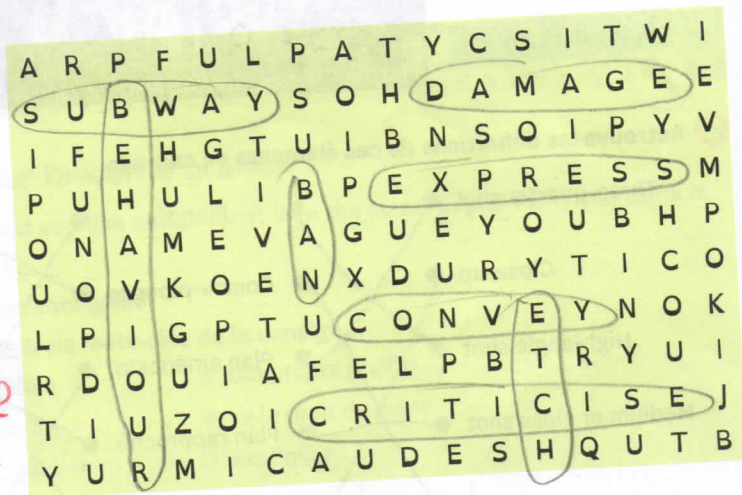 A R P F U L P A T Y C S I T W I
S U B W A Y S O H D A M A G E E
I F E H G T U I B N S O I P Y V
P U H U L I B P E X P R E S S M
O N A M E V A G U E Y O U B H P
U O V K O E N X D U R Y T I C O
L P I G P T U C O N V E Y N O K
R D O U I A F E L P B T R Y U I
T I U Z O I C R I T I C I S E J
Y U R M I C A U D E S H Q U T B